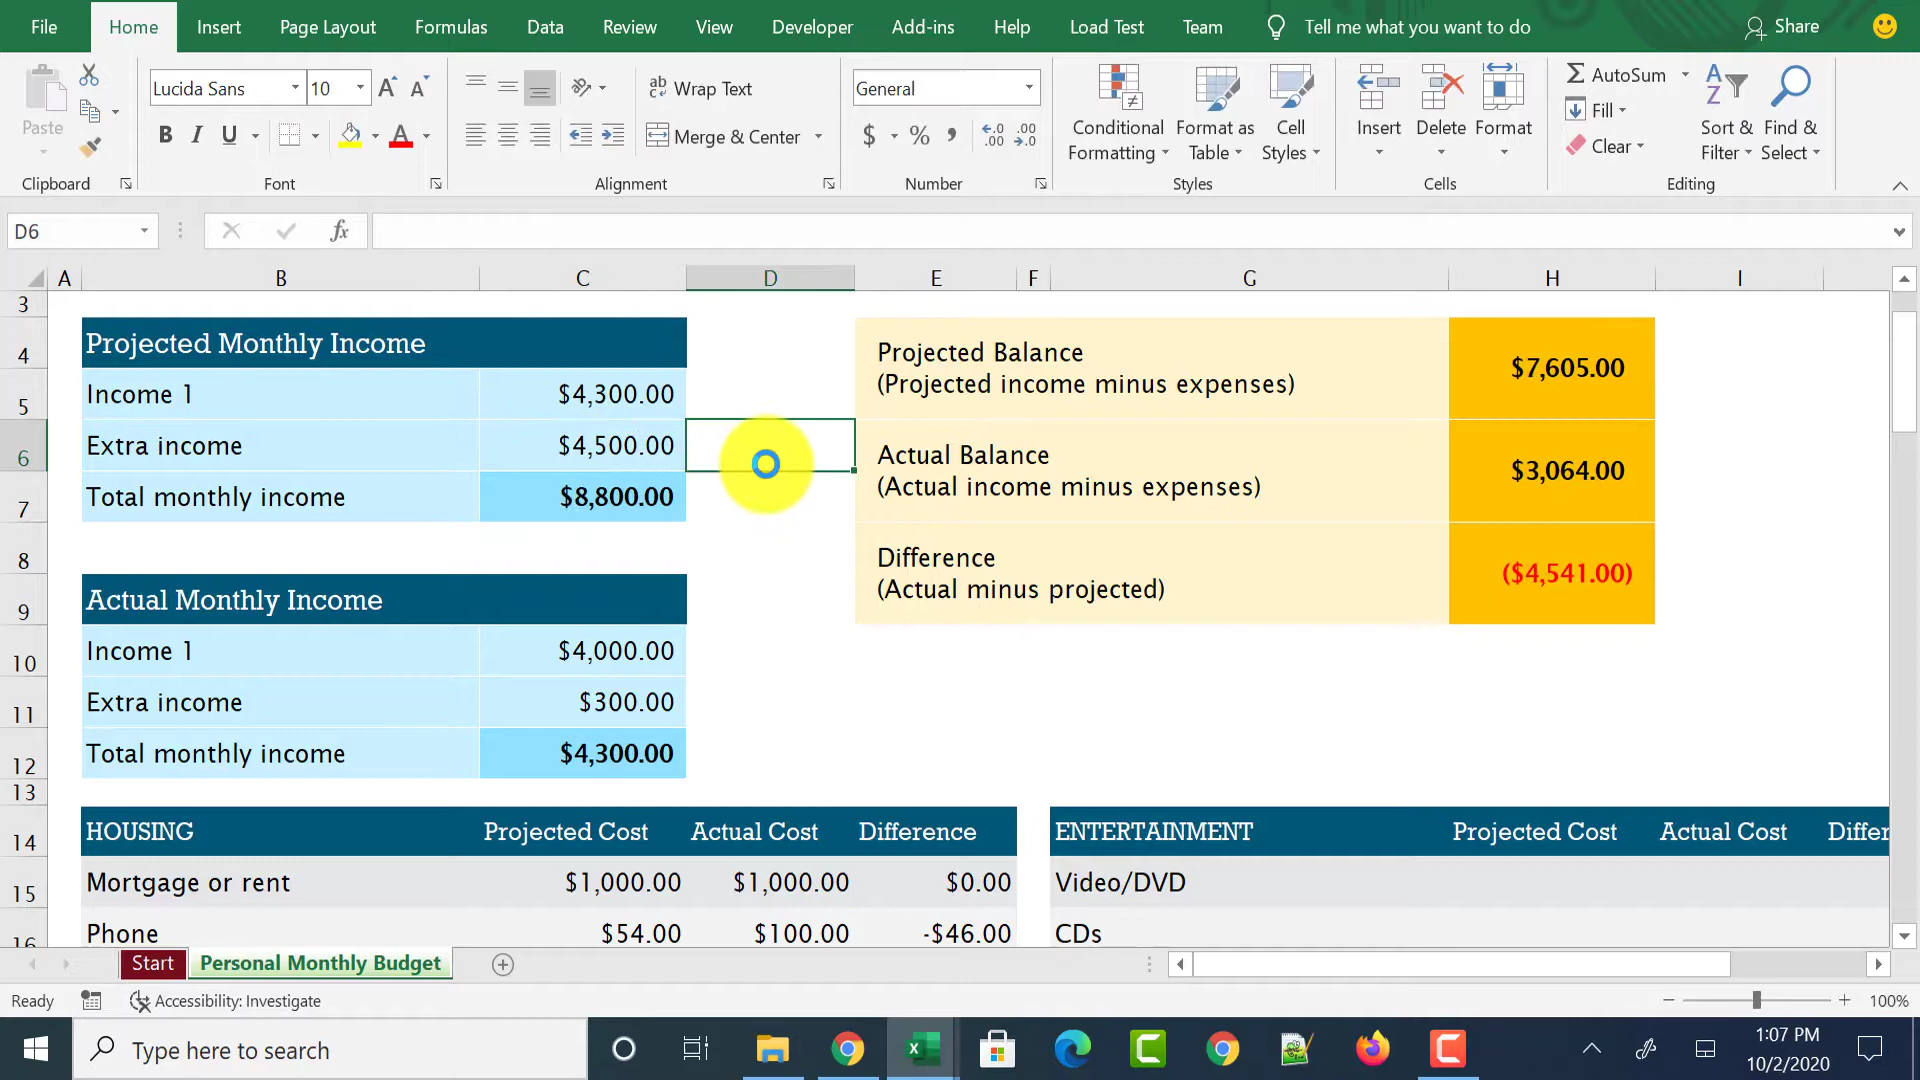 File Home Insert Page Layout Formulas Data Review View Developer Add-ins Help Load Test Team Tell me what you want to do Share
Lucida Sans 10 A A Wrap Text General AutoSum
Paste Conditional Format as Cell Insert Delete Format Fill Sort & Find &
B I U A Merge & Center $ % , Formatting Table Styles Clear Filter Select
Clipboard Font Alignment Number Styles Cells Editing
D6 fx
A B C D E F G H I
3
4 Projected Monthly Income
5 Income 1 $4,300.00
6 Extra income $4,500.00
7 Total monthly income $8,800.00
Projected Balance
(Projected income minus expenses) $7,605.00
Actual Balance
(Actual income minus expenses) $3,064.00
Difference
(Actual minus projected) ($4,541.00)
8
9 Actual Monthly Income
10 Income 1 $4,000.00
11 Extra income $300.00
12 Total monthly income $4,300.00
13
14 HOUSING Projected Cost Actual Cost Difference ENTERTAINMENT Projected Cost Actual Cost Differ
15 Mortgage or rent $1,000.00 $1,000.00 $0.00 Video/DVD
16 Phone $54.00 $100.00 -$46.00 CDs
Start Personal Monthly Budget
Ready Accessibility: Investigate 100%
Type here to search 1:07 PM
10/2/2020